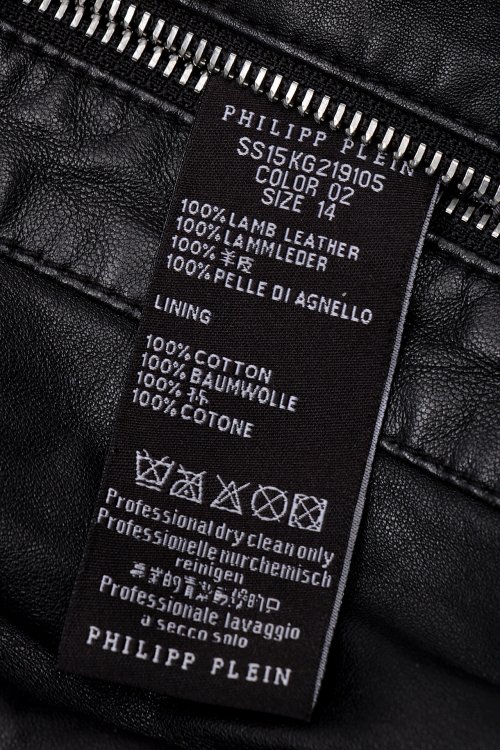 PHILIPP PLEIN
SS15KG219105
COLOR 02
SIZE 14
100%LAMB LEATHER
100%LAMMLEDER
100%羊皮
100%PELLE DI AGNELLO
LINING
100%COTTON
100%BAUMWOLLE
100%
100%COTONE
Professional dry clean only
Professionelle nur chemisch
reinigen
Professionale lavaggio
a secco solo
PHILIPP PLEIN